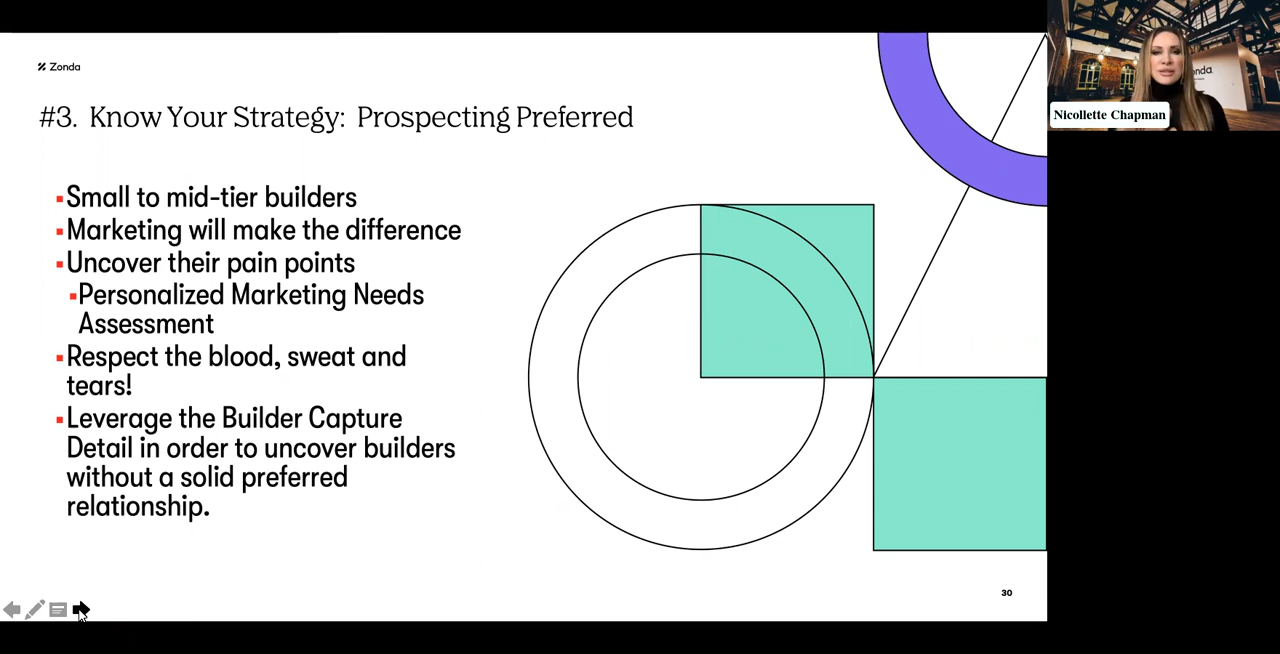 Zonda
#3. Know Your Strategy: Prospecting Preferred
Small to mid-tier builders
Marketing will make the difference
Uncover their pain points
Personalized Marketing Needs
Assessment
Respect the blood, sweat and
tears!
Leverage the Builder Capture
Detail in order to uncover builders
without a solid preferred
relationship.
30
onda
Nicollette Chapman